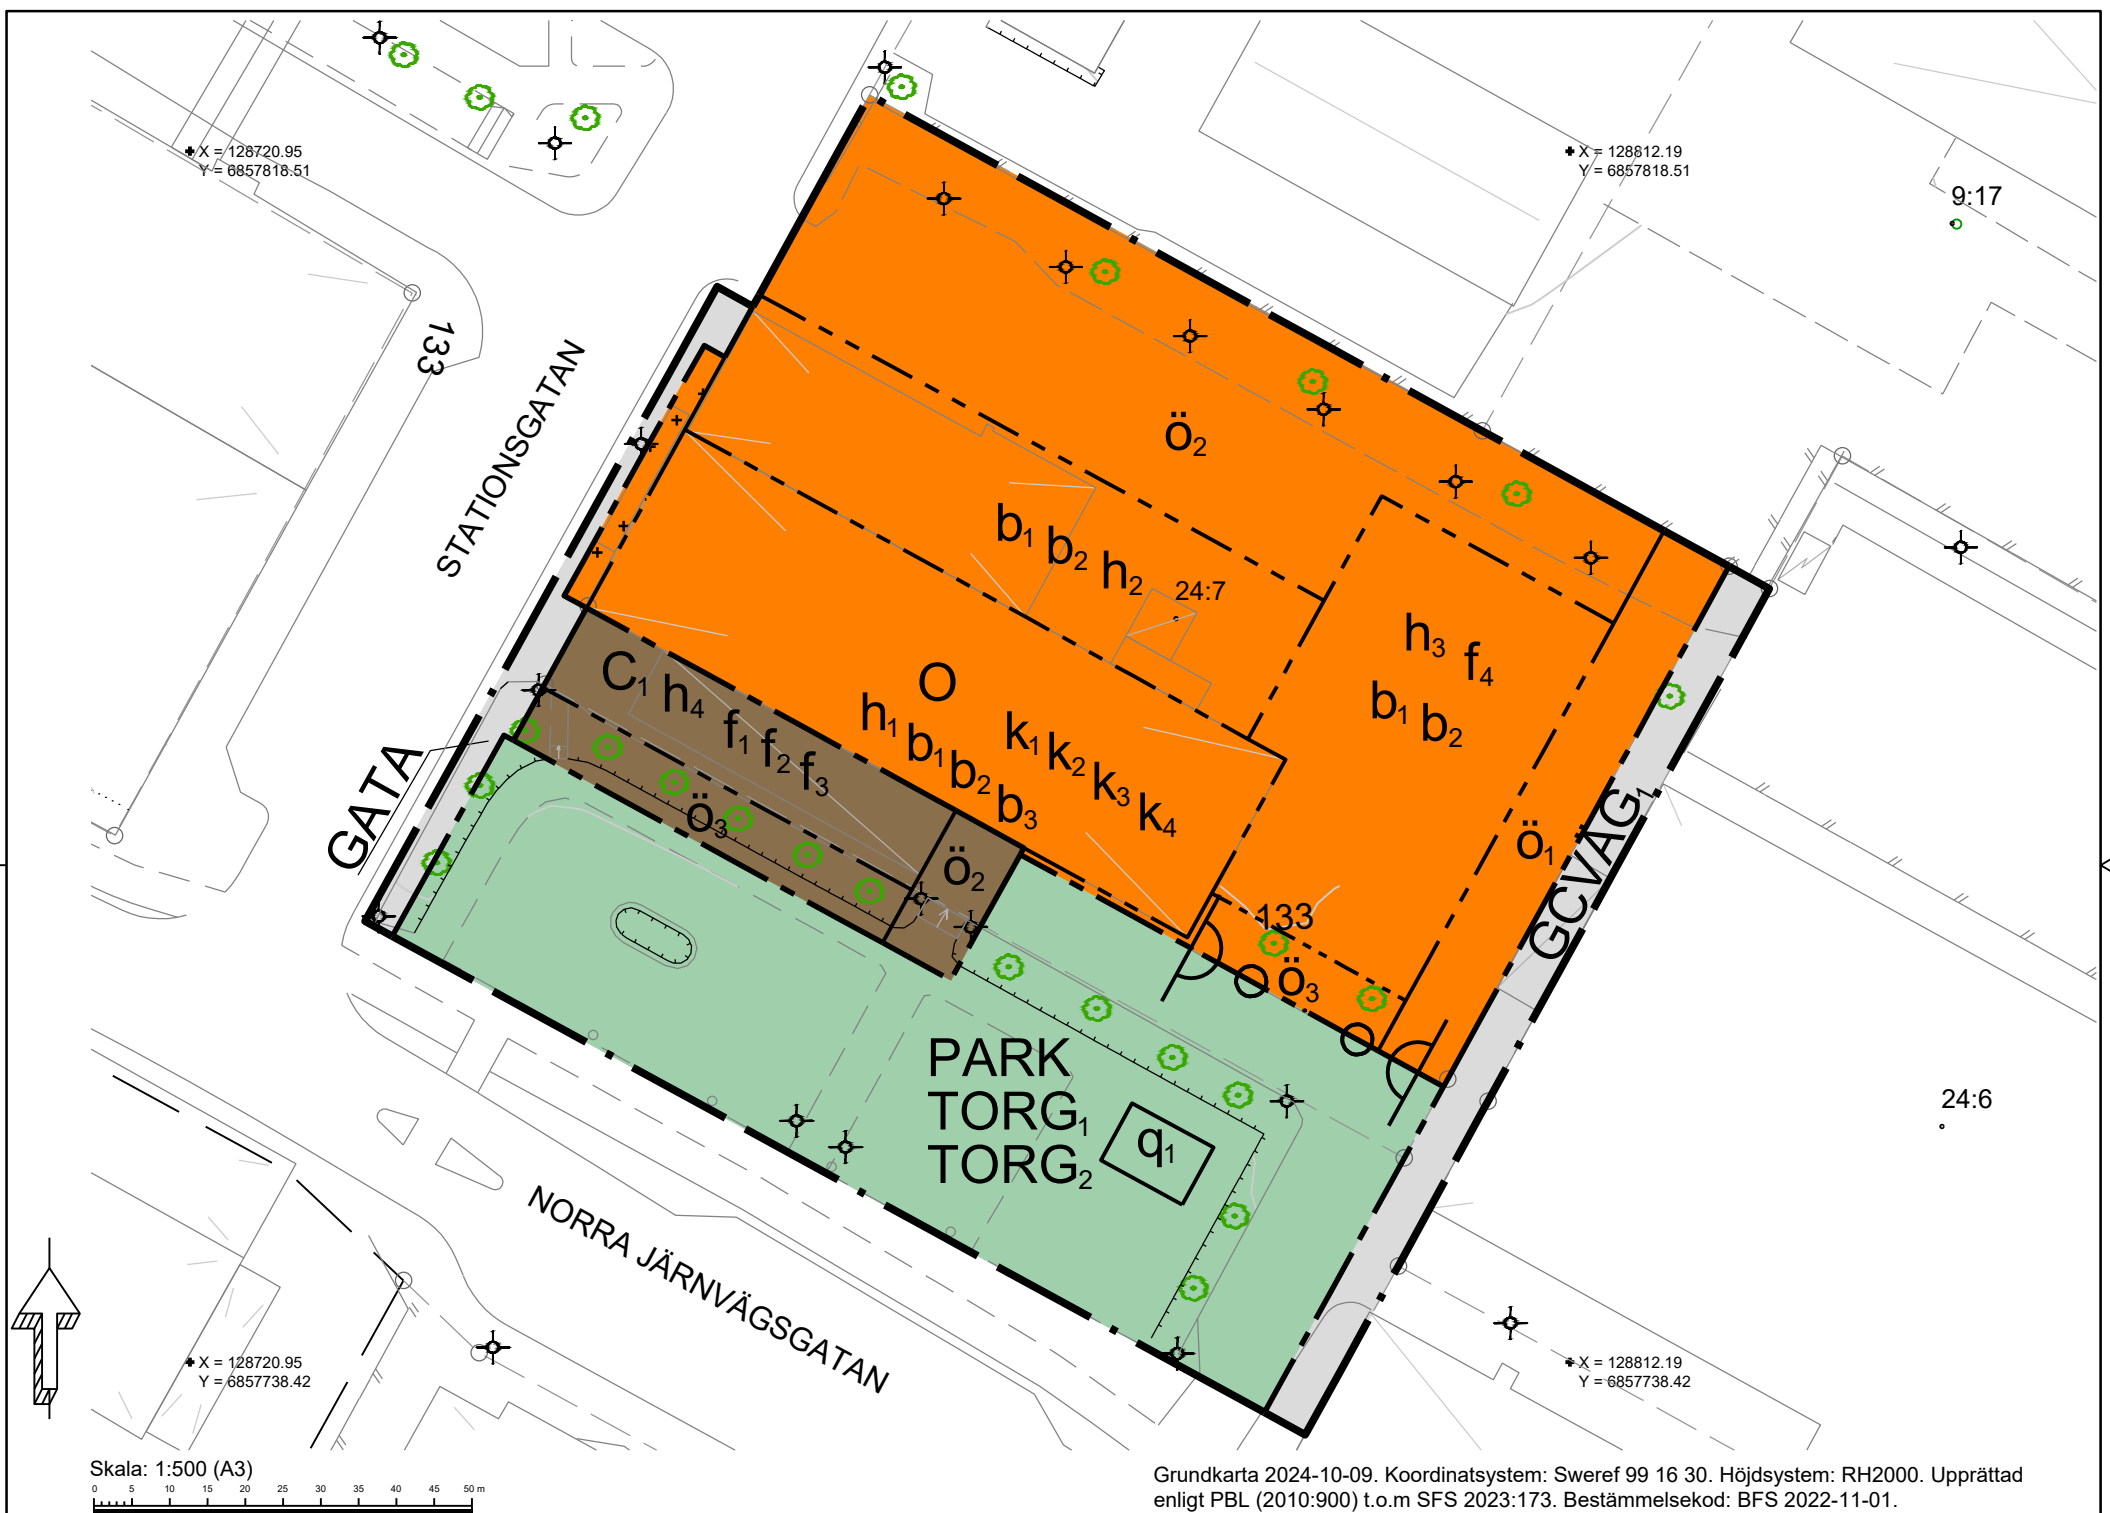 X = 128720.95
Y = 6857818.51
X = 128812.19
Y = 6857818.51
9:17
133
STATIONSGATAN
ö2
b1 b2 h2
24:7
h3 f4
b1 b2
C1 h4
f1 f2 f3
O
h1 b1 b2 b3
k1 k2 k3 k4
ö3
ö2
ö1
GATA
GCVÄG1
133
ö3
PARK
TORG1
TORG2
q1
24:6
NORRA JÄRNVÄGSGATAN
X = 128720.95
Y = 6857738.42
X = 128812.19
Y = 6857738.42
Skala: 1:500 (A3)
0 5 10 15 20 25 30 35 40 45 50 m
Grundkarta 2024-10-09. Koordinatsystem: Sweref 99 16 30. Höjdsystem: RH2000. Upprättad
enligt PBL (2010:900) t.o.m SFS 2023:173. Bestämmelsekod: BFS 2022-11-01.